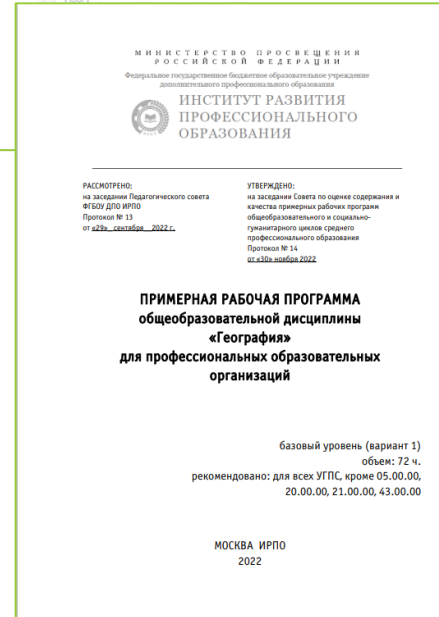 МИНИСТЕРСТВО ПРОСВЕЩЕНИЯ
РОССИЙСКОЙ ФЕДЕРАЦИИ
Федеральное государственное бюджетное образовательное учреждение
дополнительного профессионального образования
ИНСТИТУТ РАЗВИТИЯ
ПРОФЕССИОНАЛЬНОГО
ОБРАЗОВАНИЯ
РАССМОТРЕНО:
на заседании Педагогического совета
ФГБОУ ДПО ИРПО
Протокол № 13
от «29» сентября 2022 г.
УТВЕРЖДЕНО:
на заседании Совета по оценке содержания и
качества примерных рабочих программ
общеобразовательного и социально-
гуманитарного циклов среднего
профессионального образования
Протокол № 14
от «30» ноября 2022
ПРИМЕРНАЯ РАБОЧАЯ ПРОГРАММА
общеобразовательной дисциплины
«География»
для профессиональных образовательных
организаций
базовый уровень (вариант 1)
объем: 72 ч.
рекомендовано: для всех УГПС, кроме 05.00.00,
20.00.00, 21.00.00, 43.00.00
МОСКВА ИРПО
2022